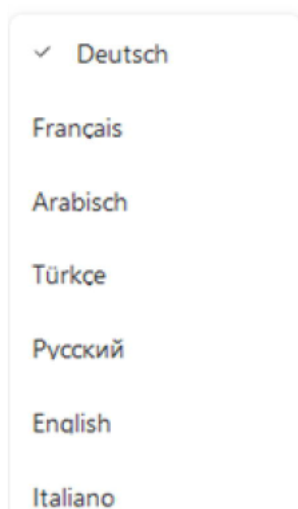 Deutsch
Français
Arabisch
Türkçe
Русский
English
Italiano